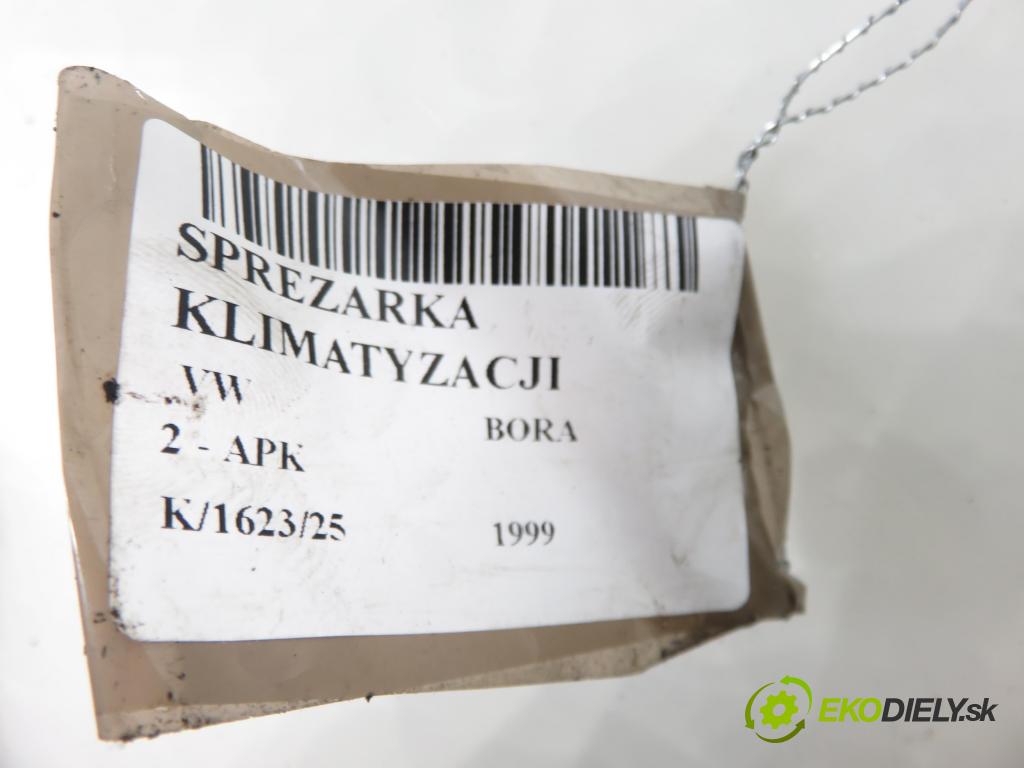 SPREZARKA
KLIMATYZACJI
VW BORA
2 - APK
K/1623/25 1999
EKODIELY.sk